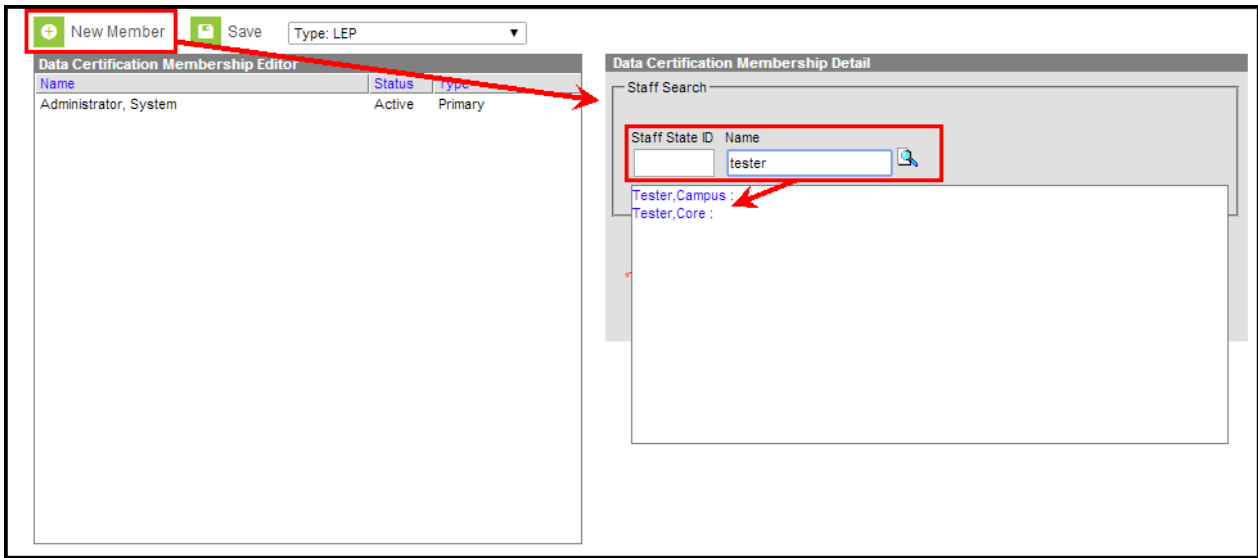 New Member Save Type: LEP
Data Certification Membership Editor
Name Status Type
Administrator, System Active Primary
Data Certification Membership Detail
Staff Search
Staff State ID Name
tester
Tester,Campus :
Tester,Core :